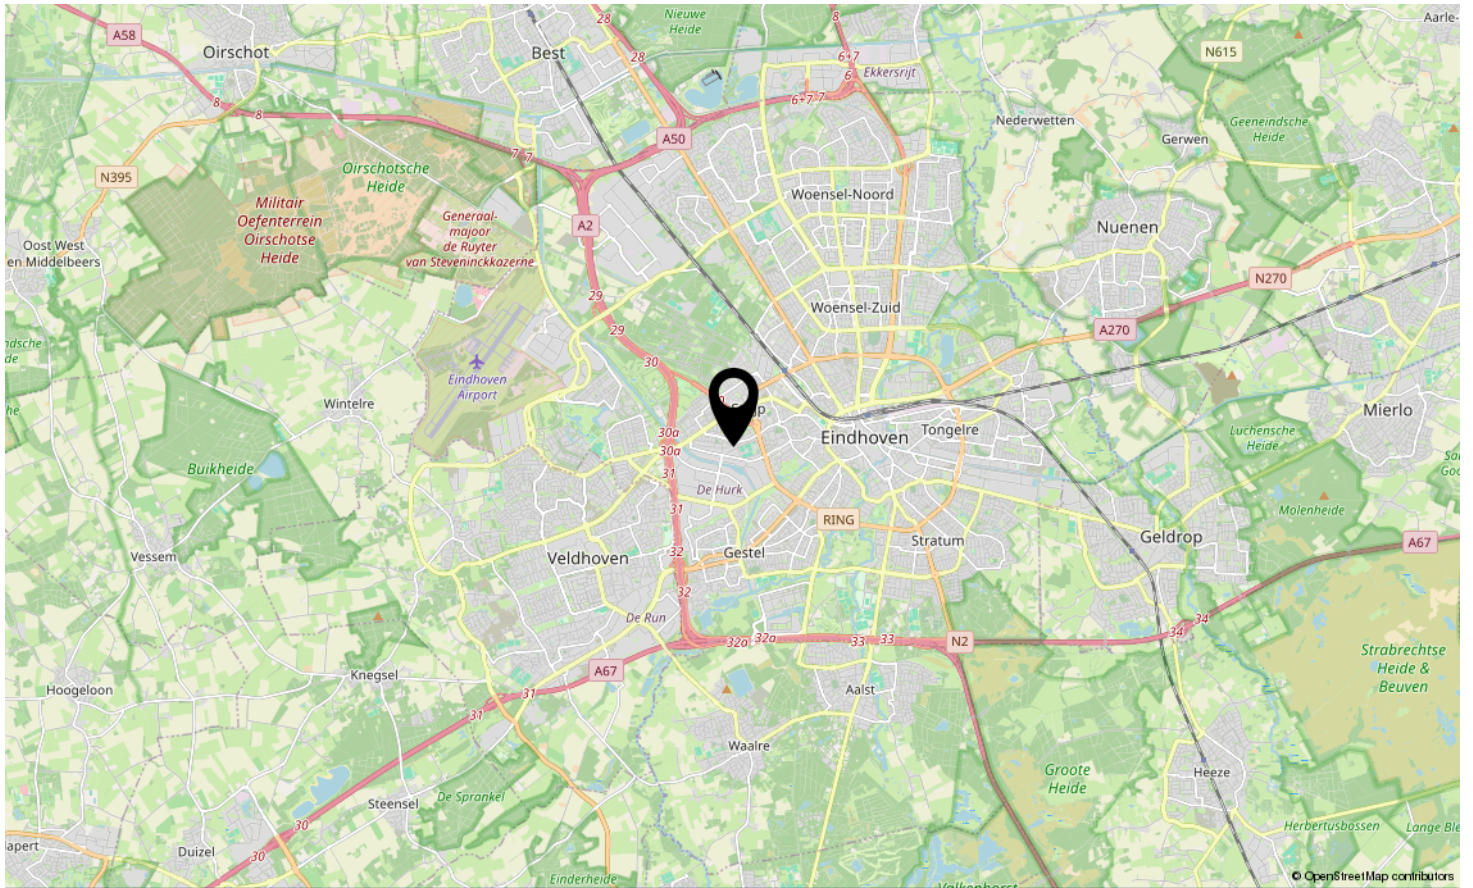 28
Nieuwe
Heide
8
Aarle-
A58
Oirschot
Best
28
6+7
N615
6
Ekkersrijt
8
8
6+7
7
Nederwetten
Geeneindsche
Heide
A50
Gerwen
7
7
Oirschotsche
Heide
N395
Woensel-Noord
Militair
Oefenterrein
Oirschotse
Heide
Generaal-
majoor
de Ruyter
van Steveninckkazerne
A2
Nuenen
Oost West
en Middelbeers
N270
29
Woensel-Zuid
29
A270
ndsche
de
30
Eindhoven
Airport
Wintelre
Mierlo
he
30a
Eindhoven
Tongelre
Luchensche
Heide
30a
Buikheide
31
De Hurk
Molenheide
31
RING
Vessem
Veldhoven
32
Gestel
Stratum
Geldrop
A67
32
De Run
34
32a
32a
33
33
N2
34
Strabrechtse
Heide &
Beuven
Knegsel
A67
Hoogeloon
31
Aalst
31
Waalre
Groote
Heide
Heeze
Steensel
De Sprankel
30
Herbertusbossen
Lange Ble
lapert
Duizel
30
Einderheide
Valkenhorst
© OpenStreetMap contributors